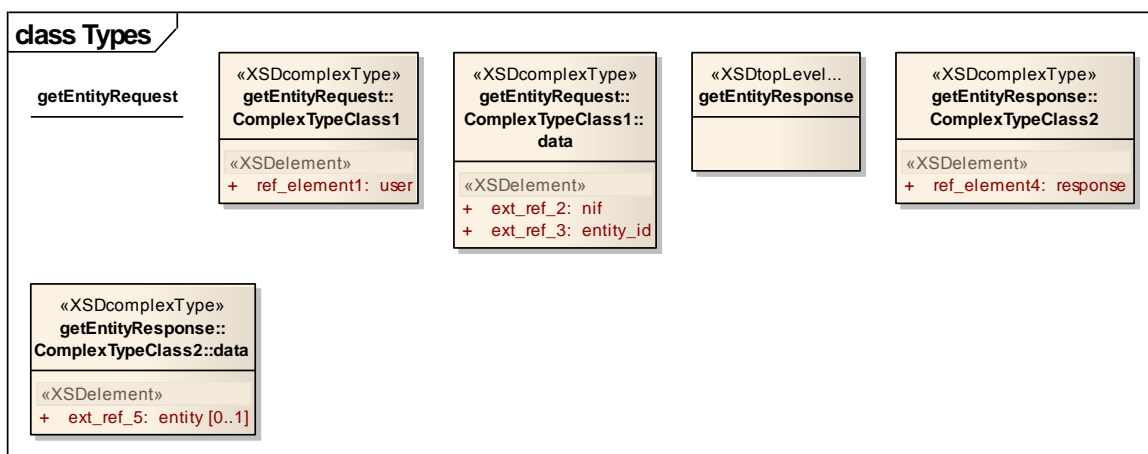 class Types
getEntityRequest
«XSDcomplexType»
getEntityRequest::
ComplexTypeClass1
«XSDelement»
+ ref_element1: user
«XSDcomplexType»
getEntityRequest::
ComplexTypeClass1::
data
«XSDelement»
+ ext_ref_2: nif
+ ext_ref_3: entity_id
«XSDtopLevel...
getEntityResponse
«XSDcomplexType»
getEntityResponse::
ComplexTypeClass2
«XSDelement»
+ ref_element4: response
«XSDcomplexType»
getEntityResponse::
ComplexTypeClass2::data
«XSDelement»
+ ext_ref_5: entity [0..1]